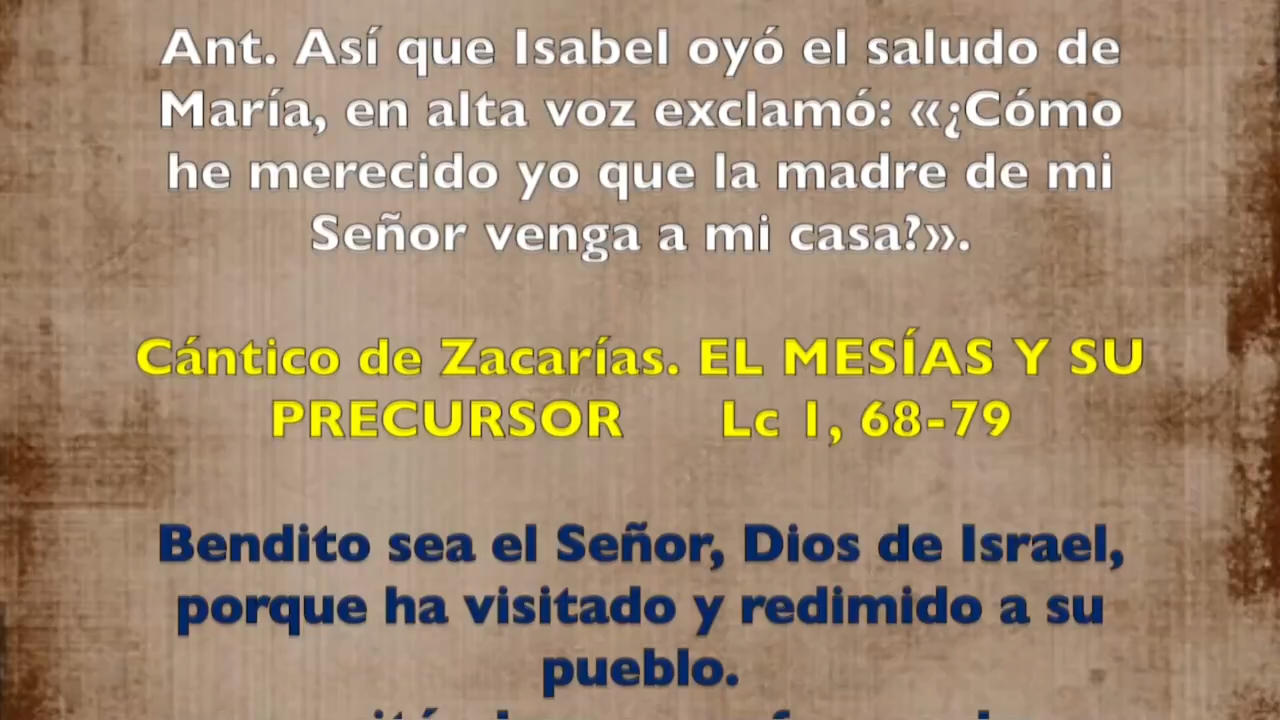 Ant. Así que Isabel oyó el saludo de
María, en alta voz exclamó: «¿Cómo
he merecido yo que la madre de mi
Señor venga a mi casa?».
Cántico de Zacarías. EL MESÍAS Y SU
PRECURSOR Lc 1, 68-79
Bendito sea el Señor, Dios de Israel,
porque ha visitado y redimido a su
pueblo.